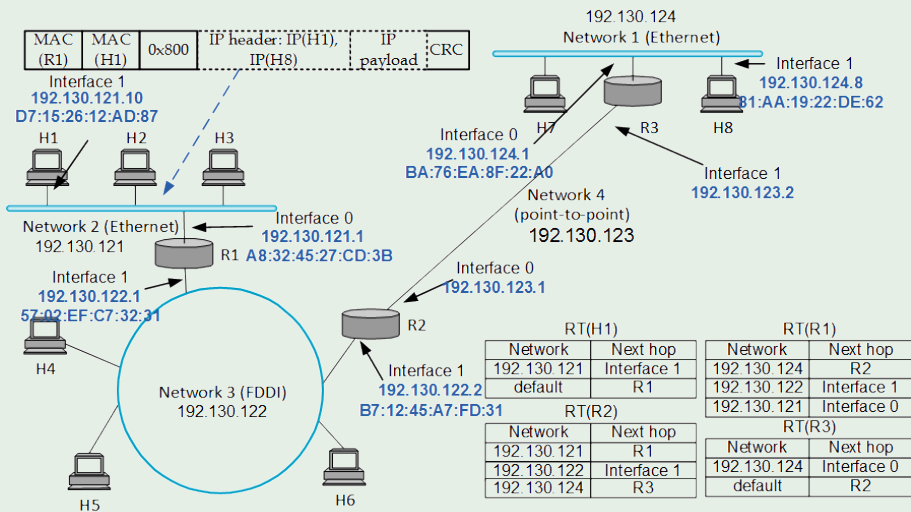 MAC (R1)
MAC (H1)
0x800
IP header: IP(H1), IP(H8)
IP payload
CRC
Interface 1
192.130.121.10
D7:15:26:12:AD:87
H1
H2
H3
Network 2 (Ethernet)
192.130.121
Interface 0
192.130.121.1
A8:32:45:27:CD:3B
R1
Interface 1
192.130.122.1
57:02:EF:C7:32:31
H4
Network 3 (FDDI)
192.130.122
H5
H6
192.130.124
Network 1 (Ethernet)
Interface 1
192.130.124.8
81:AA:19:22:DE:62
H7
R3
H8
Interface 0
192.130.124.1
BA:76:EA:8F:22:A0
Interface 1
192.130.123.2
Network 4
(point-to-point)
192.130.123
Interface 0
192.130.123.1
R2
Interface 1
192.130.122.2
B7:12:45:A7:FD:31
RT(H1)
Network Next hop
192.130.121 Interface 1
default R1
RT(R2)
Network Next hop
192.130.121 R1
192.130.122 Interface 1
192.130.124 R3
RT(R1)
Network Next hop
192.130.124 R2
192.130.122 Interface 1
192.130.121 Interface 0
RT(R3)
Network Next hop
192.130.124 Interface 0
default R2